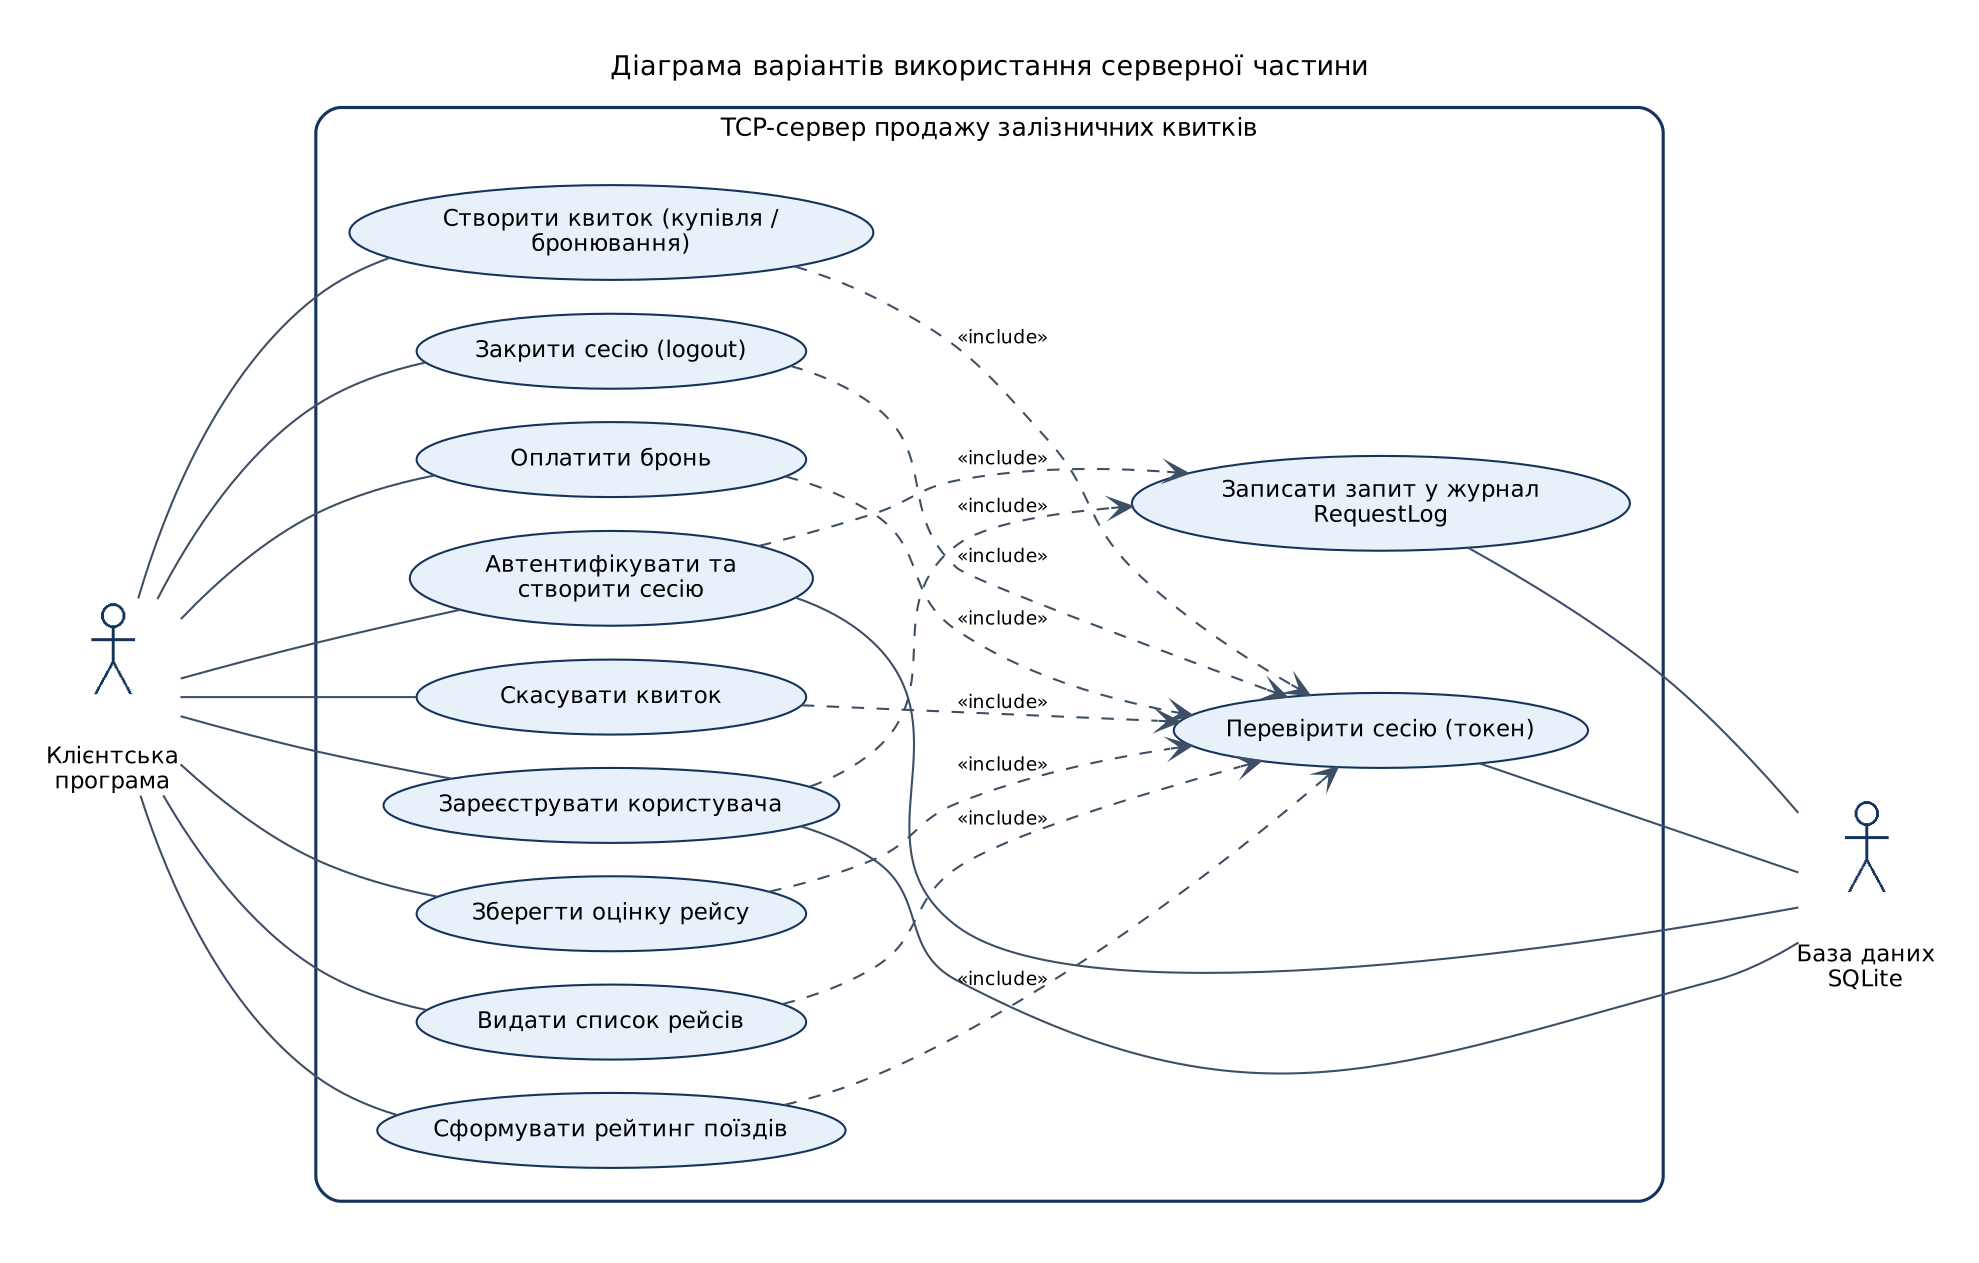 Діаграма варіантів використання серверної частини
TCP-сервер продажу залізничних квитків
Створити квиток (купівля /
бронювання)
«include»
Закрити сесію (logout)
Оплатити бронь
«include»
Записати запит у журнал
RequestLog
«include»
«include»
Автентифікувати та
створити сесію
«include»
Скасувати квиток
«include»
Перевірити сесію (токен)
Клієнтська
програма
«include»
Зареєструвати користувача
«include»
Зберегти оцінку рейсу
База даних
SQLite
«include»
Видати список рейсів
Сформувати рейтинг поїздів